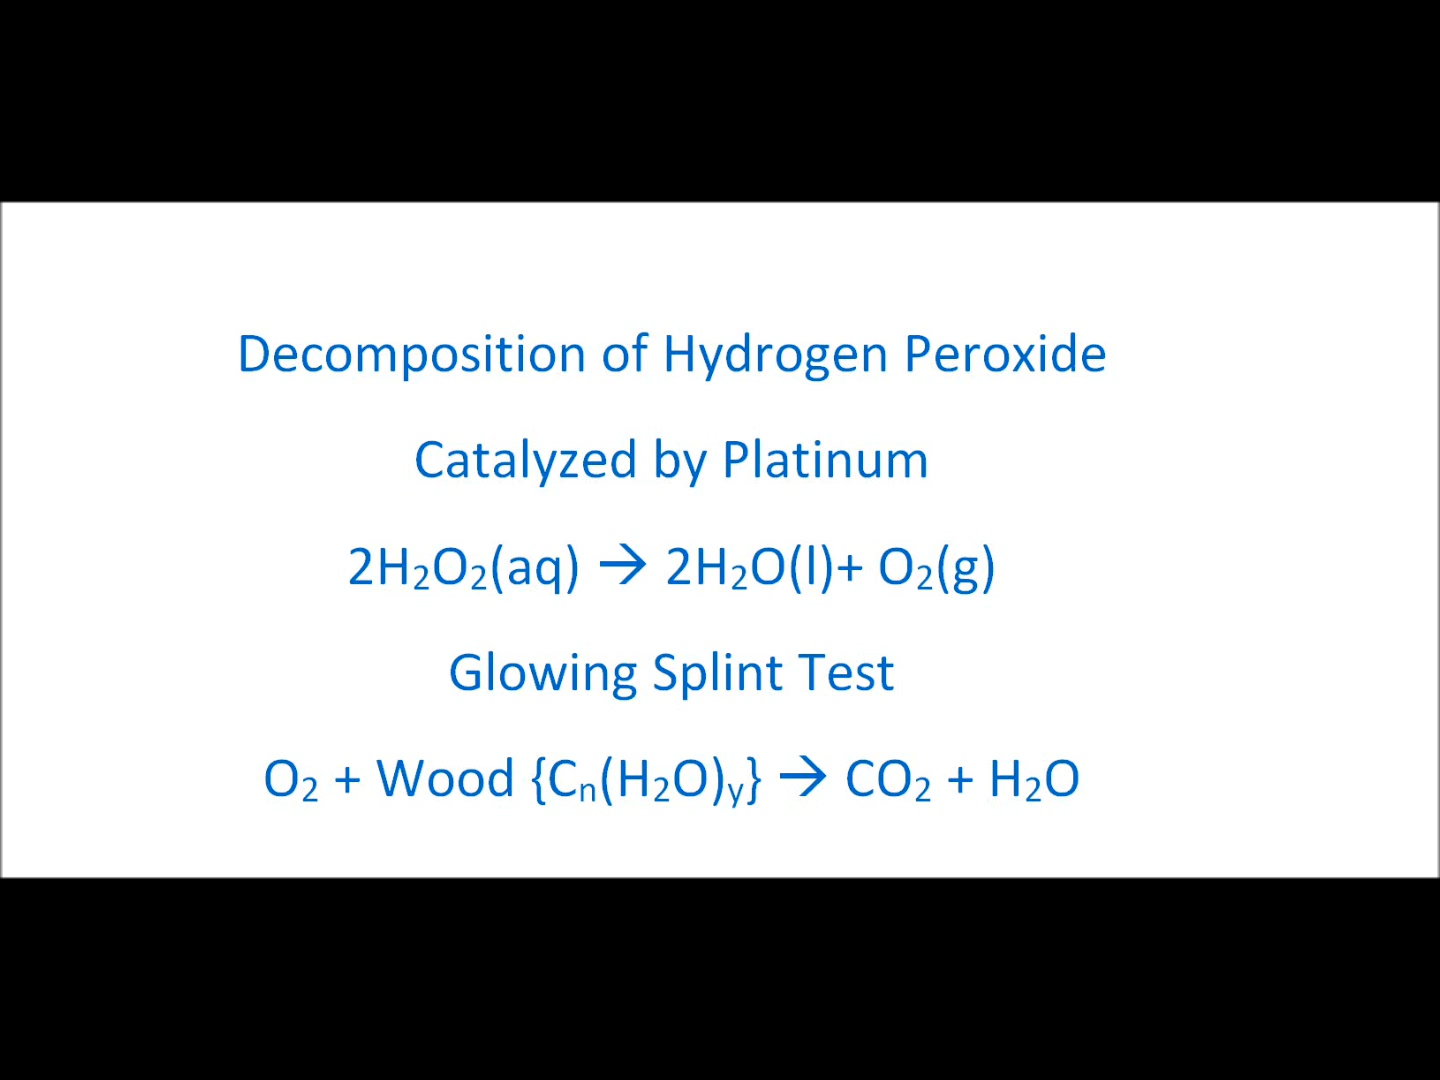 Decomposition of Hydrogen Peroxide
Catalyzed by Platinum
2H₂O₂(aq) → 2H₂O(l)+ O₂(g)
Glowing Splint Test
O₂ + Wood {Cₙ(H₂O)ᵧ} → CO₂ + H₂O